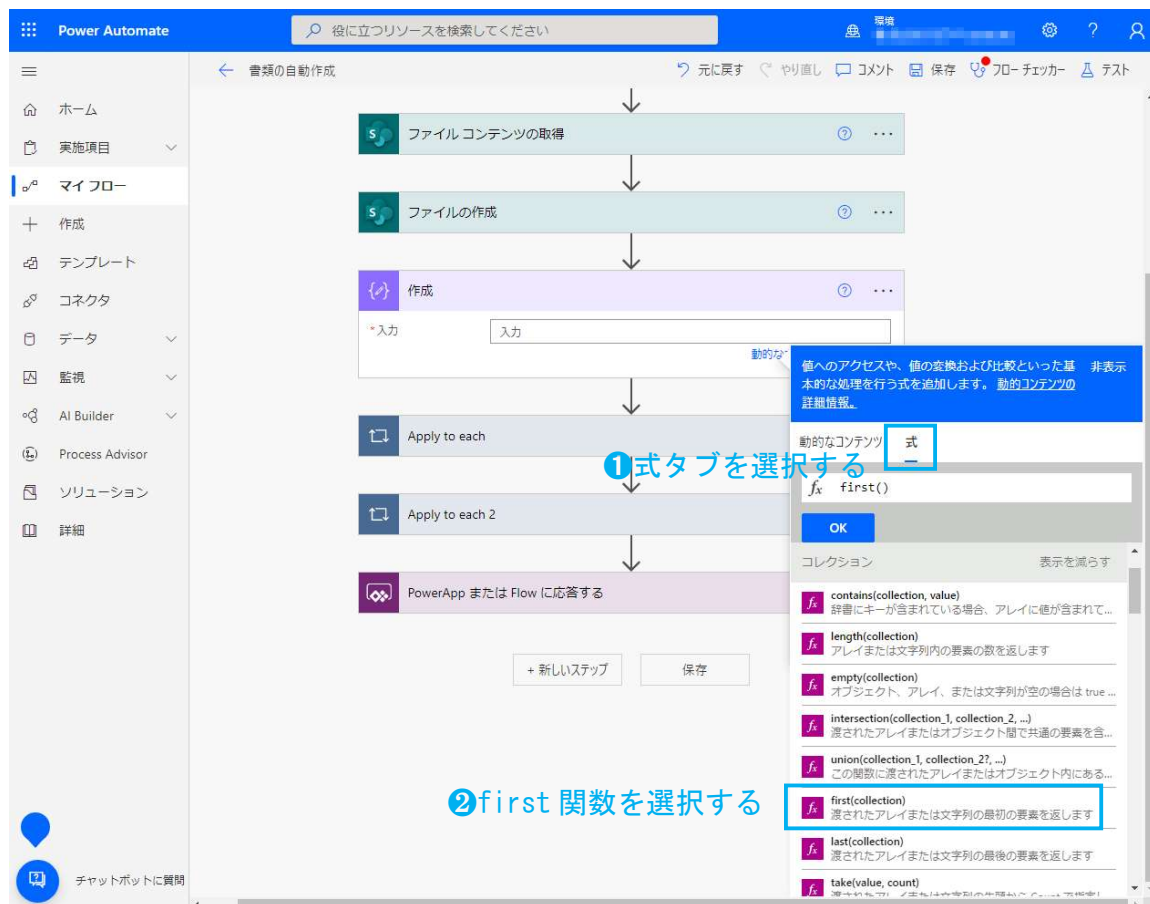 Power Automate
役に立つリソースを検索してください
環境
書類の自動作成
元に戻す
やり直し
コメント
保存
フローチェッカー
テスト
ホーム
実施項目
マイ フロー
作成
テンプレート
コネクタ
データ
監視
AI Builder
Process Advisor
ソリューション
詳細
チャットボットに質問
ファイル コンテンツの取得
ファイルの作成
作成
*入力
入力
動的な
Apply to each
Apply to each 2
PowerApp または Flow に応答する
+ 新しいステップ
保存
値へのアクセスや、値の変換および比較といった基
本的な処理を行う式を追加します。 動的コンテンツの
詳細情報。
非表示
動的なコンテンツ
式
❶式タブを選択する
fx first()
OK
コレクション
表示を減らす
contains(collection, value)
辞書にキーが含まれている場合、アレイに値が含まれて...
length(collection)
アレイまたは文字列内の要素の数を返します
empty(collection)
オブジェクト、アレイ、または文字列が空の場合は true ...
intersection(collection_1, collection_2, ...)
渡されたアレイまたはオブジェクト間で共通の要素を含...
union(collection_1, collection_2?, ...)
この関数に渡されたアレイまたはオブジェクト内にある...
❷first 関数を選択する
first(collection)
渡されたアレイまたは文字列の最初の要素を返します
last(collection)
渡されたアレイまたは文字列の最後の要素を返します
take(value, count)